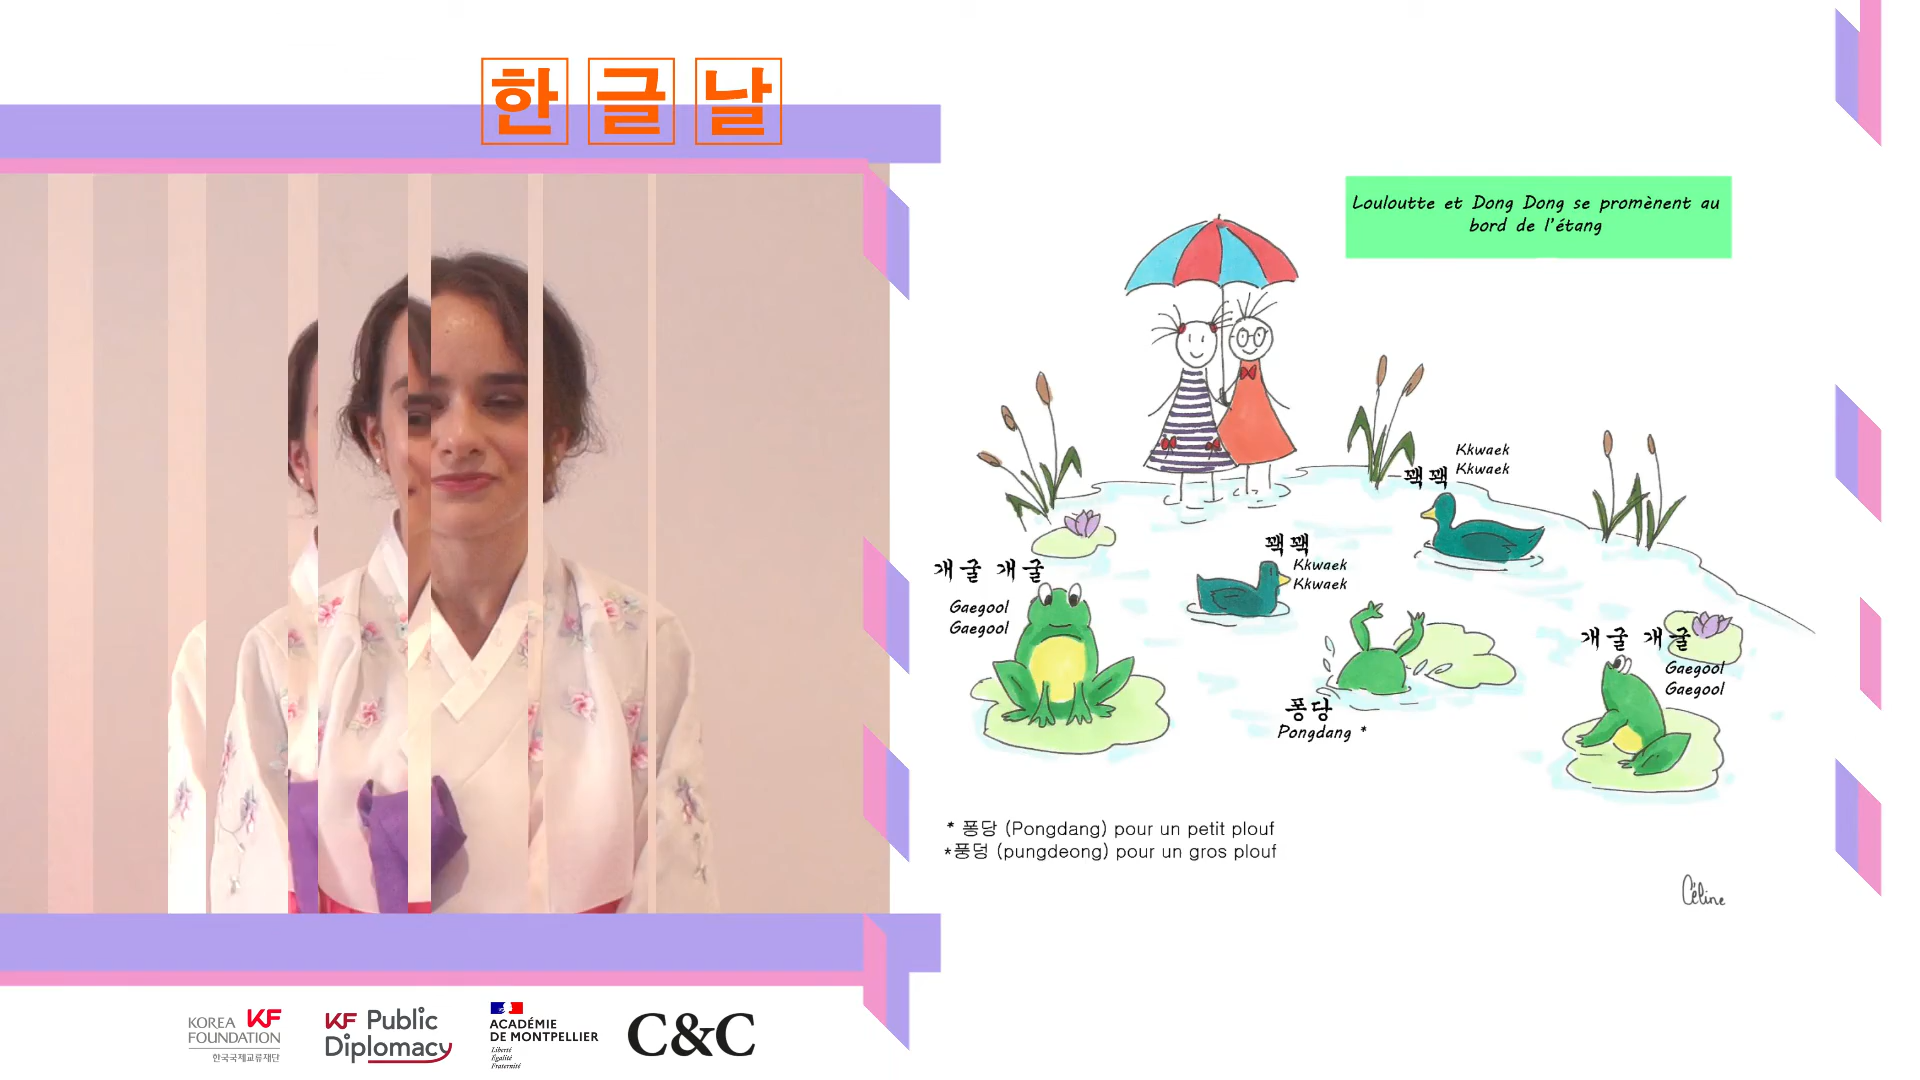 한글날
Louloutte et Dong Dong se promènent au
bord de l'étang
Kkwaek
Kkwaek
꽥 꽥
꽥 꽥
Kkwaek
Kkwaek
개굴 개굴
Gaegool
Gaegool
개굴 개굴
Gaegool
Gaegool
퐁당
Pongdang *
* 퐁당 (Pongdang) pour un petit plouf
*풍덩 (pungdeong) pour un gros plouf
Céline
KOREA KF
FOUNDATION
한국국제교류재단
KF Public
Diplomacy
ACADÉMIE
DE MONTPELLIER
Liberté
Égalité
Fraternité
C&C